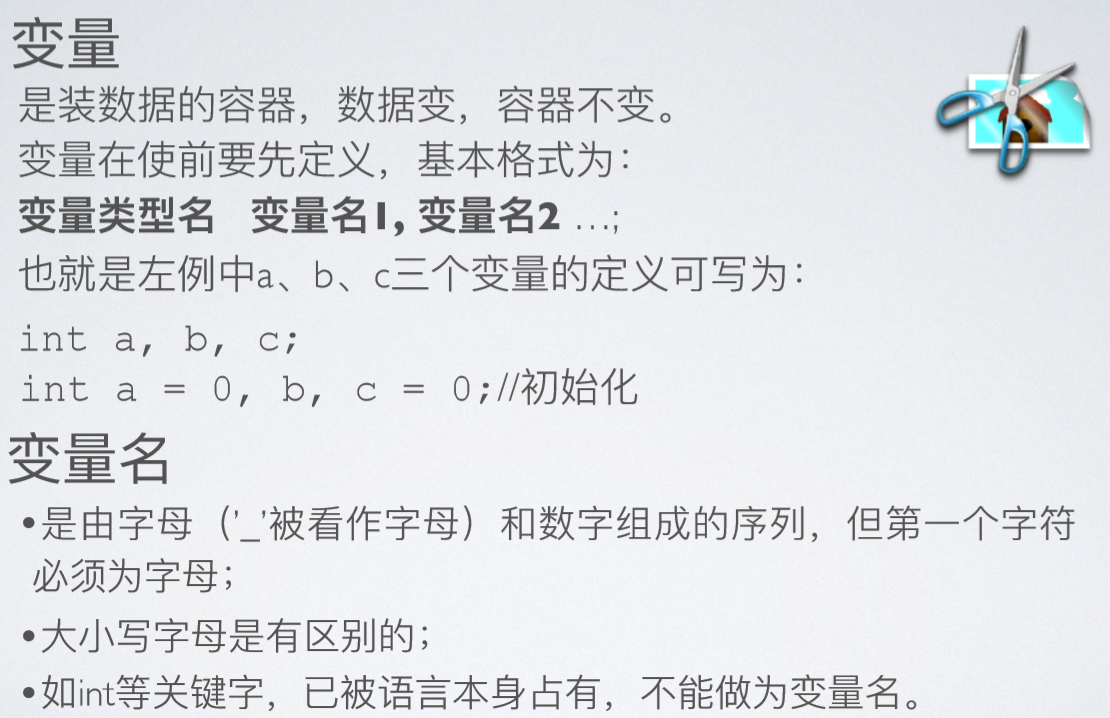 变量
是装数据的容器，数据变，容器不变。
变量在使前要先定义，基本格式为：
变量类型名 变量名1, 变量名2 …;
也就是左例中a、b、c三个变量的定义可写为：
int a, b, c;
int a = 0, b, c = 0;//初始化
变量名
•是由字母（'_'被看作字母）和数字组成的序列，但第一个字符
必须为字母；
•大小写字母是有区别的；
•如int等关键字，已被语言本身占有，不能做为变量名。